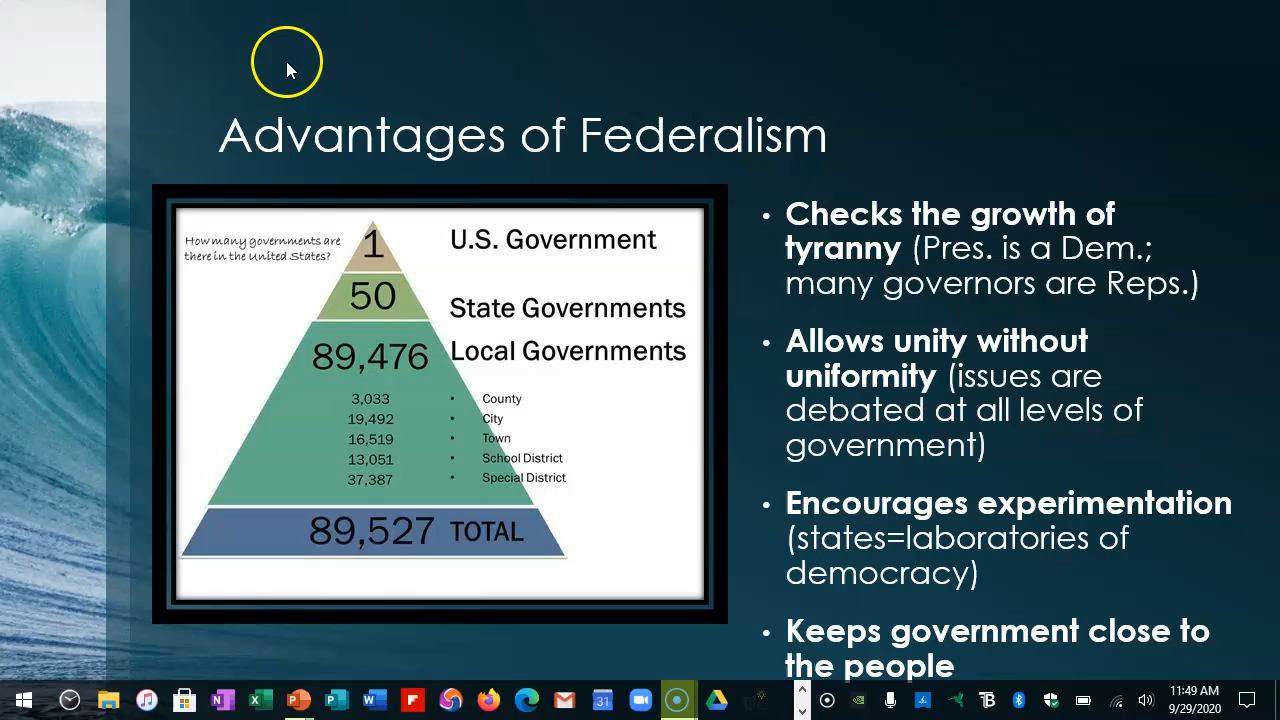 Advantages of Federalism
How many governments are
there in the United States?
1
U.S. Government
50
State Governments
89,476
Local Governments
3,033 • County
19,492 • City
16,519 • Town
13,051 • School District
37,387 • Special District
89,527 TOTAL
• Checks the growth of
tyranny (Pres. is a Dem.;
many governors are Reps.)
• Allows unity without
uniformity (issues are
debated at all levels of
government)
• Encourages experimentation
(states=laboratories of
democracy)
• Keeps government close to
the people
31
11:49 AM
9/29/2020